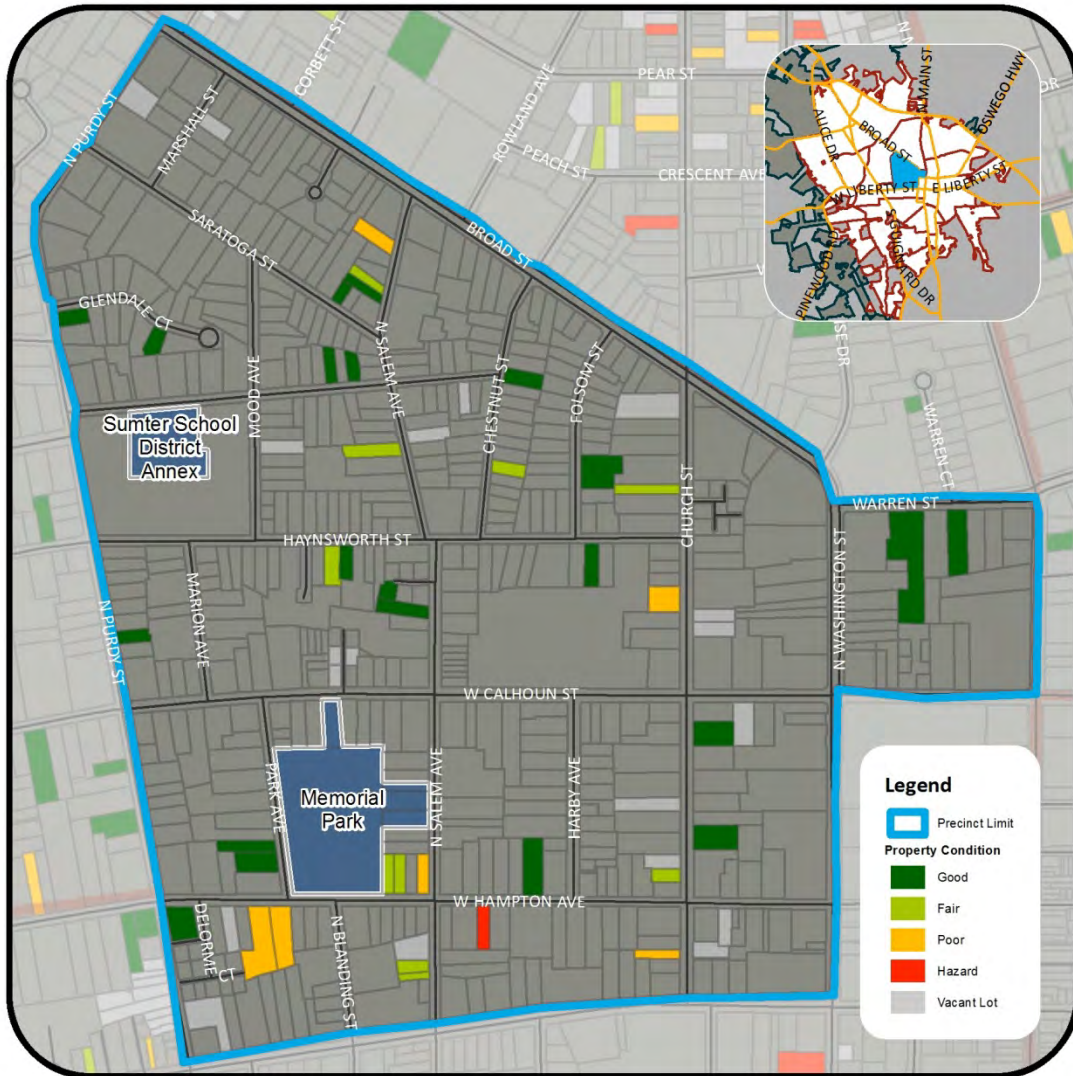 CORBETT ST
N PURDY ST
MARSHALL ST
ROWLAND AVE
PEAR ST
PEACH ST
CRESCENT AVE
DR
N MAIN ST
OSWEGO HWY
ALICE DR
BROAD ST
W LIBERTY ST
E LIBERTY ST
PINEWOOD RD
BROAD ST
SARATOGA ST
GLENDALE CT
MOOD AVE
N SALEM AVE
CHESTNUT ST
FOLSOM ST
WARREN CT
Sumter School
District
Annex
CHURCH ST
WARREN ST
HAYNSWORTH ST
N WASHINGTON ST
MARION AVE
N PURDY ST
W CALHOUN ST
PARK AVE
Memorial
Park
N SALEM AVE
HARBY AVE
W HAMPTON AVE
DELORME CT
N BLANDING ST
Legend
Precinct Limit
Property Condition
Good
Fair
Poor
Hazard
Vacant Lot